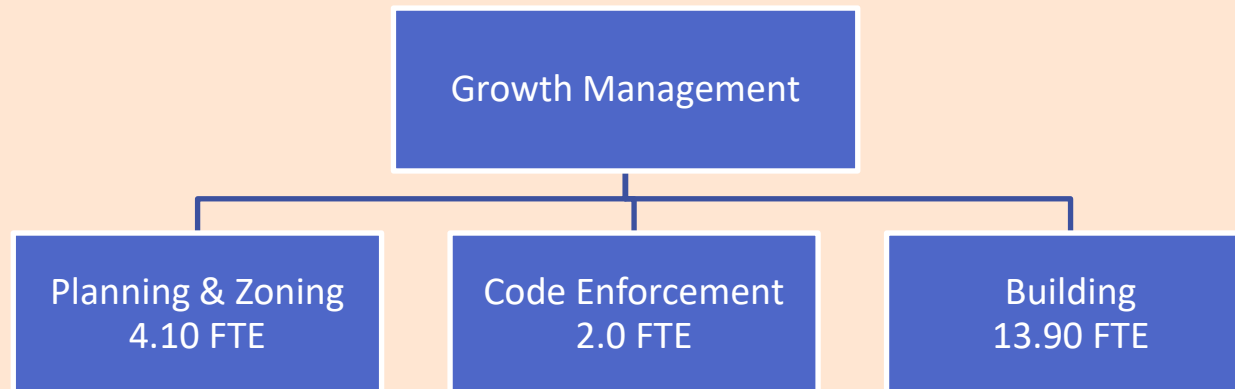 Growth Management
Planning & Zoning
4.10 FTE
Code Enforcement
2.0 FTE
Building
13.90 FTE